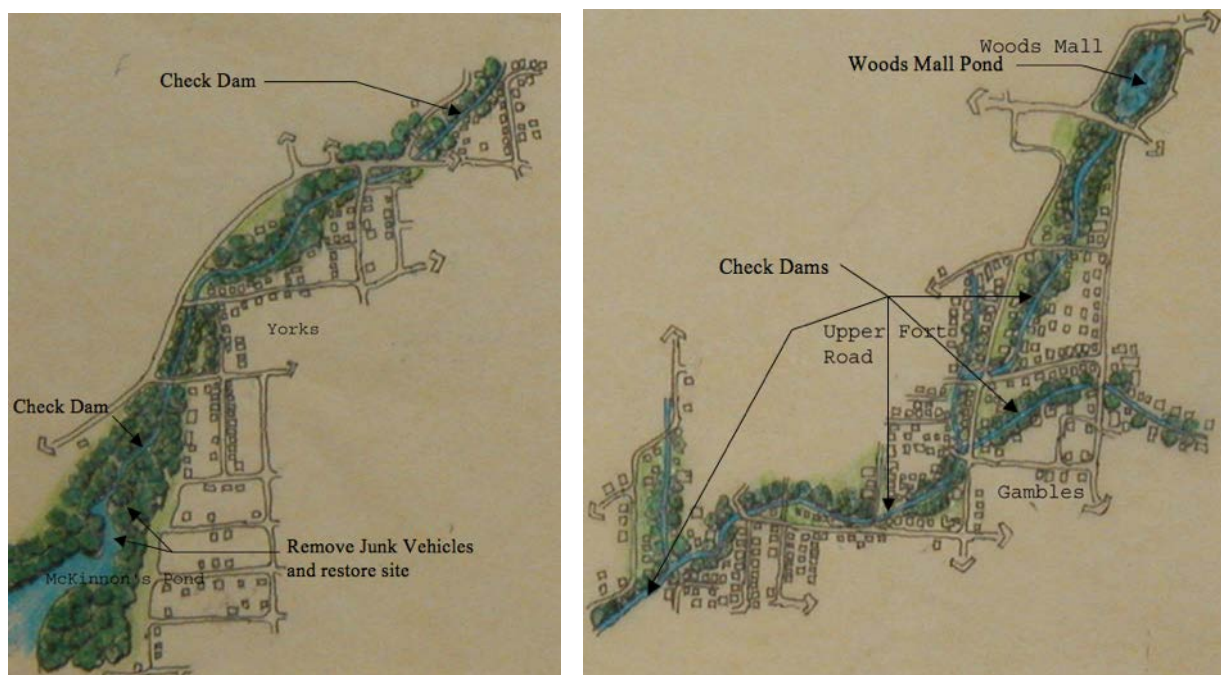 Check Dam
Yorks
Check Dam
Remove Junk Vehicles
and restore site
McKinnon's Pond
Woods Mall
Woods Mall Pond
Check Dams
Upper Fort
Road
Gambles